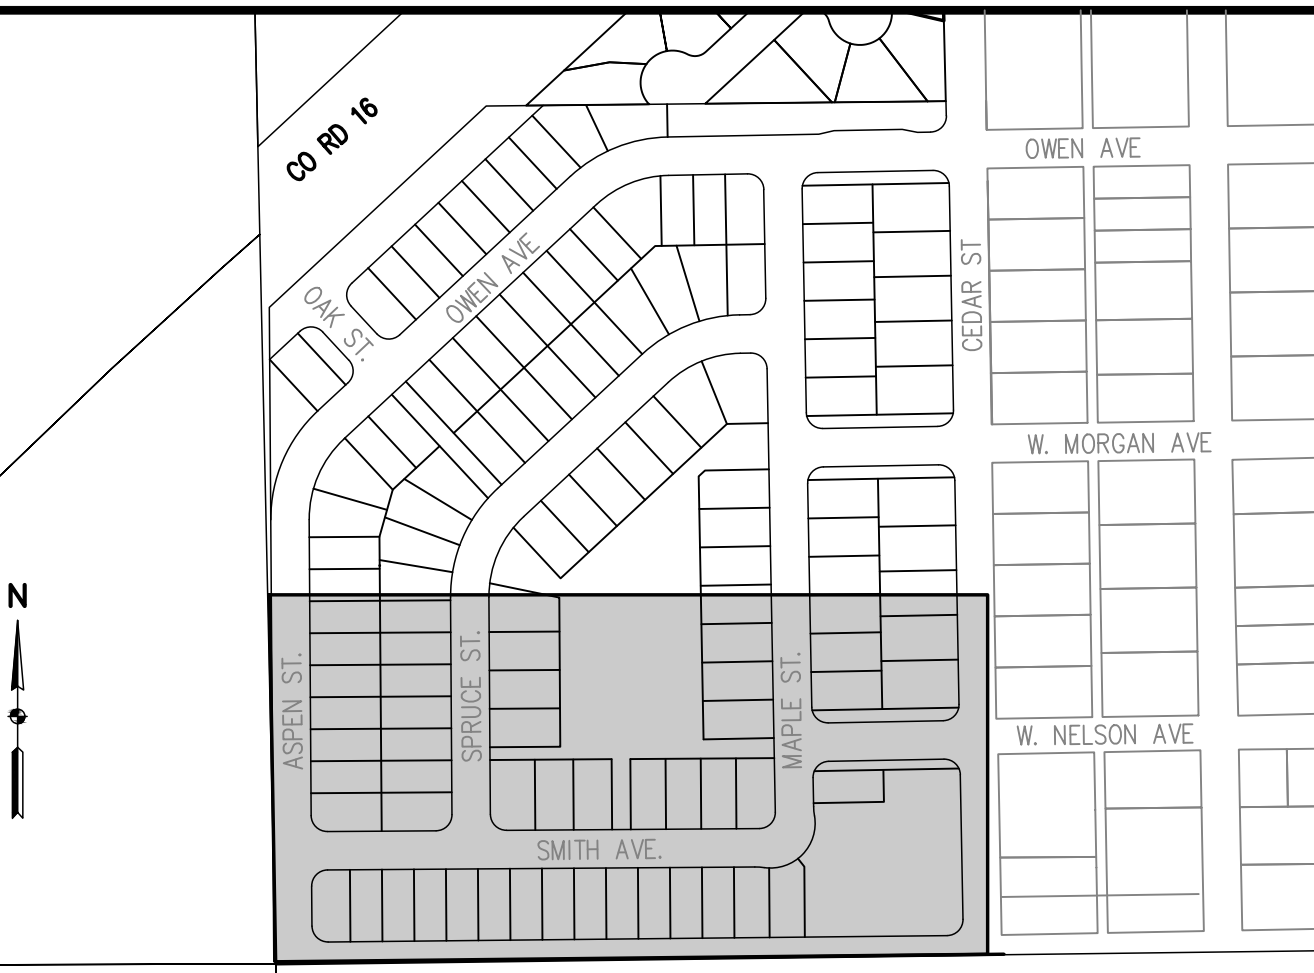 CO RD 16
OWEN AVE
OAK ST.
OWEN AVE
CEDAR ST
W. MORGAN AVE
N
ASPEN ST.
SPRUCE ST.
MAPLE ST.
W. NELSON AVE
SMITH AVE.